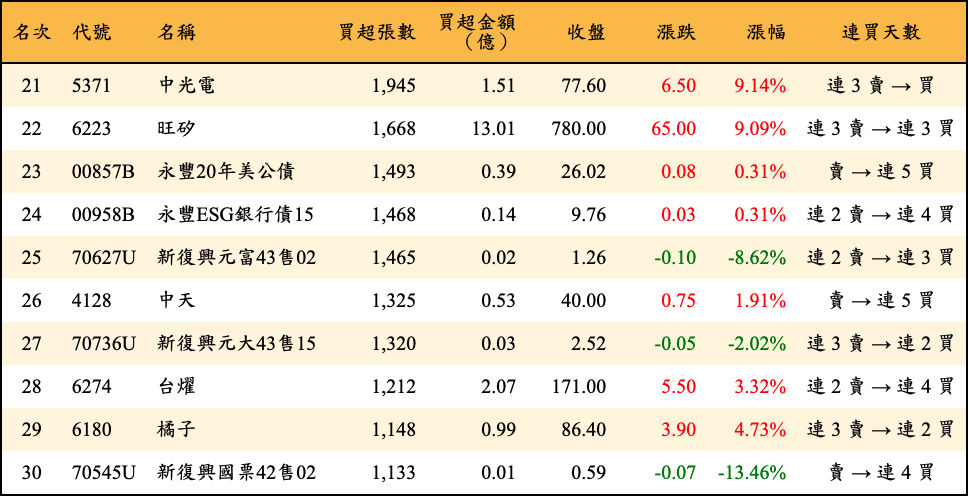 名次 代號 名稱 買超張數 買超金額（億） 收盤 漲跌 漲幅 連買天數
21 5371 中光電 1,945 1.51 77.60 6.50 9.14% 連 3 賣 → 買
22 6223 旺矽 1,668 13.01 780.00 65.00 9.09% 連 3 賣 → 連 3 買
23 00857B 永豐20年美公債 1,493 0.39 26.02 0.08 0.31% 賣 → 連 5 買
24 00958B 永豐ESG銀行債15 1,468 0.14 9.76 0.03 0.31% 連 2 賣 → 連 4 買
25 70627U 新復興元富43售02 1,465 0.02 1.26 -0.10 -8.62% 連 2 賣 → 連 3 買
26 4128 中天 1,325 0.53 40.00 0.75 1.91% 賣 → 連 5 買
27 70736U 新復興元大43售15 1,320 0.03 2.52 -0.05 -2.02% 連 3 賣 → 連 2 買
28 6274 台燿 1,212 2.07 171.00 5.50 3.32% 連 2 賣 → 連 4 買
29 6180 橘子 1,148 0.99 86.40 3.90 4.73% 連 3 賣 → 連 2 買
30 70545U 新復興國票42售02 1,133 0.01 0.59 -0.07 -13.46% 賣 → 連 4 買